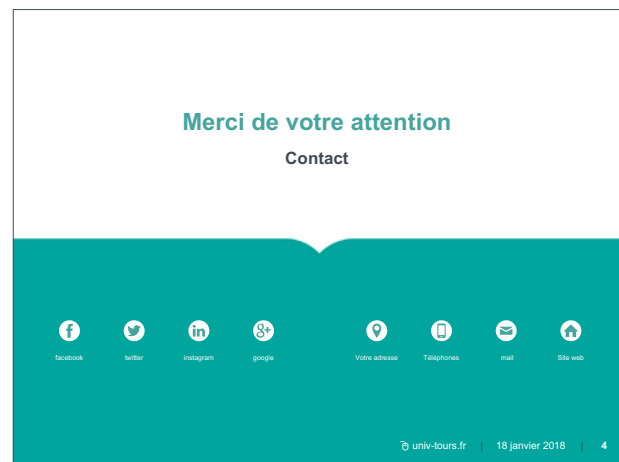 Merci de votre attention
Contact
facebook twitter instagram google Votre adresse Téléphones mail Site web
univ-tours.fr | 18 janvier 2018 | 4